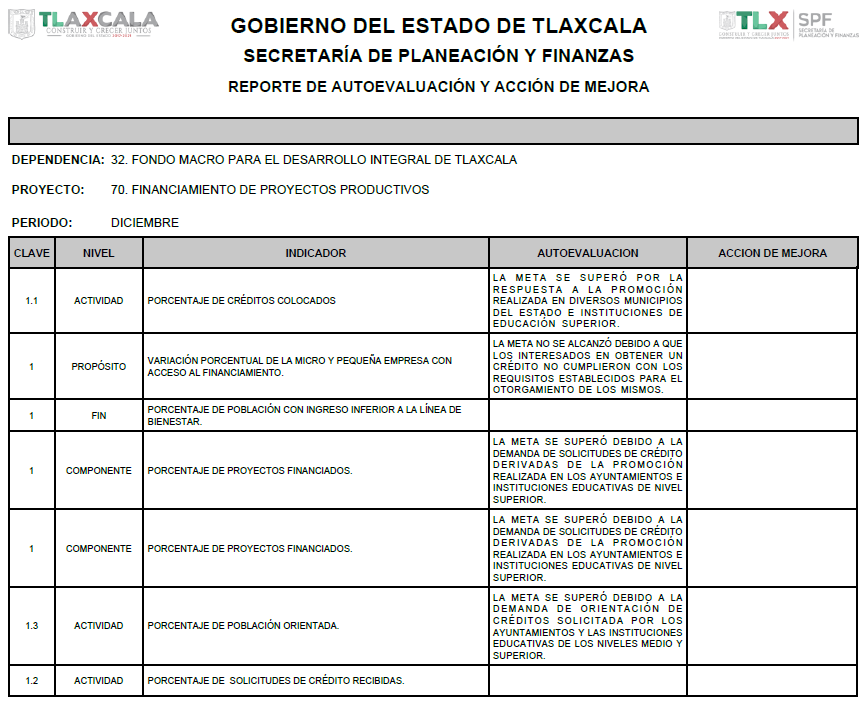 TLAXCALA
CONSTRUIR Y CRECER JUNTOS
GOBIERNO DEL ESTADO DE TLAXCALA
SECRETARÍA DE PLANEACIÓN Y FINANZAS
REPORTE DE AUTOEVALUACIÓN Y ACCIÓN DE MEJORA
TLX
CONSTRUIR Y CRECER JUNTOS
SPF
SECRETARÍA DE
PLANEACIÓN Y FINANZAS
DEPENDENCIA: 32. FONDO MACRO PARA EL DESARROLLO INTEGRAL DE TLAXCALA
PROYECTO: 70. FINANCIAMIENTO DE PROYECTOS PRODUCTIVOS
PERIODO: DICIEMBRE
CLAVE NIVEL INDICADOR AUTOEVALUACION ACCION DE MEJORA
1.1 ACTIVIDAD PORCENTAJE DE CRÉDITOS COLOCADOS
LA META SE SUPERÓ POR LA
RESPUESTA A LA PROMOCIÓN
REALIZADA EN DIVERSOS MUNICIPIOS
DEL ESTADO E INSTITUCIONES DE
EDUCACIÓN SUPERIOR.
1 PROPÓSITO
VARIACIÓN PORCENTUAL DE LA MICRO Y PEQUEÑA EMPRESA CON
ACCESO AL FINANCIAMIENTO.
LA META NO SE ALCANZÓ DEBIDO A QUE
LOS INTERESADOS EN OBTENER UN
CRÉDITO NO CUMPLIERON CON LOS
REQUISITOS ESTABLECIDOS PARA EL
OTORGAMIENTO DE LOS MISMOS.
1 FIN
PORCENTAJE DE POBLACIÓN CON INGRESO INFERIOR A LA LÍNEA DE
BIENESTAR.
1 COMPONENTE PORCENTAJE DE PROYECTOS FINANCIADOS.
LA META SE SUPERÓ DEBIDO A LA
DEMANDA DE SOLICITUDES DE CRÉDITO
DERIVADAS DE LA PROMOCIÓN
REALIZADA EN LOS AYUNTAMIENTOS E
INSTITUCIONES EDUCATIVAS DE NIVEL
SUPERIOR.
1 COMPONENTE PORCENTAJE DE PROYECTOS FINANCIADOS.
LA META SE SUPERÓ DEBIDO A LA
DEMANDA DE SOLICITUDES DE CRÉDITO
DERIVADAS DE LA PROMOCIÓN
REALIZADA EN LOS AYUNTAMIENTOS E
INSTITUCIONES EDUCATIVAS DE NIVEL
SUPERIOR.
1.3 ACTIVIDAD PORCENTAJE DE POBLACIÓN ORIENTADA.
LA META SE SUPERÓ DEBIDO A LA
DEMANDA DE ORIENTACIÓN DE
CRÉDITOS SOLICITADA POR LOS
AYUNTAMIENTOS Y LAS INSTITUCIONES
EDUCATIVAS DE LOS NIVELES MEDIO Y
SUPERIOR.
1.2 ACTIVIDAD PORCENTAJE DE SOLICITUDES DE CRÉDITO RECIBIDAS.